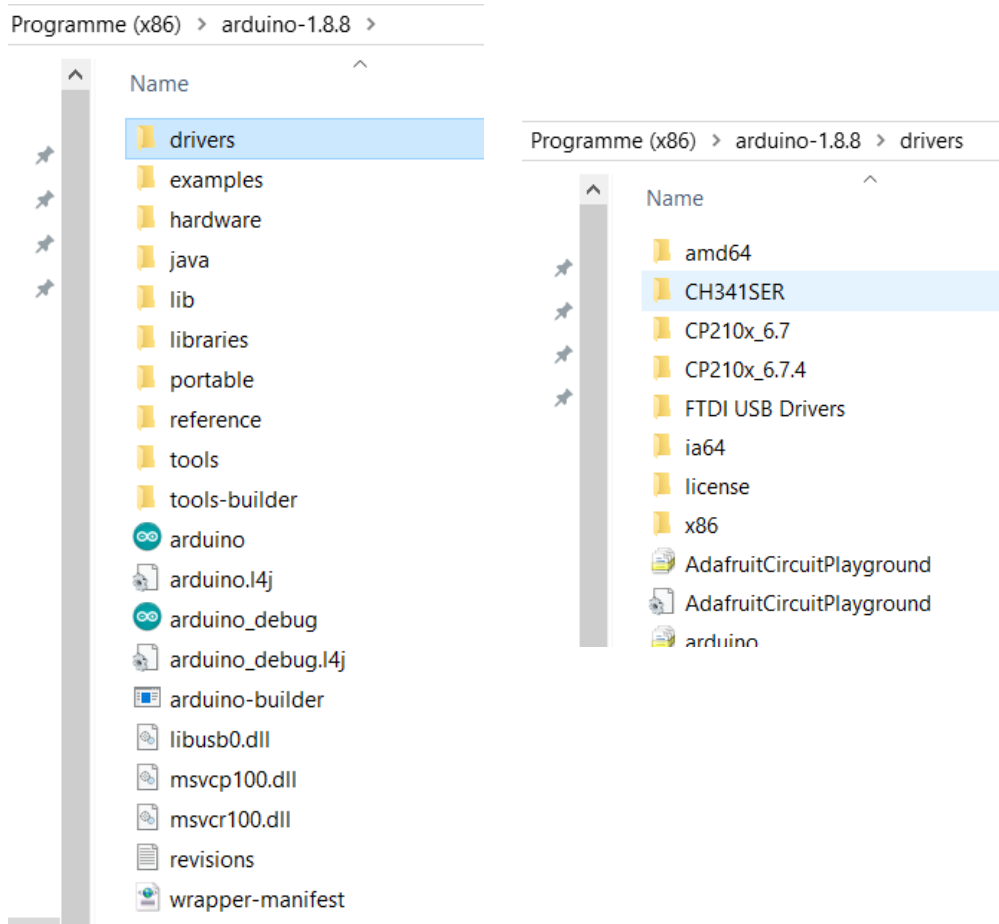 Programme (x86) > arduino-1.8.8 >
Name
drivers
examples
hardware
java
lib
libraries
portable
reference
tools
tools-builder
arduino
arduino.l4j
arduino_debug
arduino_debug.l4j
arduino-builder
libusb0.dll
msvcp100.dll
msvcr100.dll
revisions
wrapper-manifest
Programme (x86) > arduino-1.8.8 > drivers
Name
amd64
CH341SER
CP210x_6.7
CP210x_6.7.4
FTDI USB Drivers
ia64
license
x86
AdafruitCircuitPlayground
AdafruitCircuitPlayground
arduino